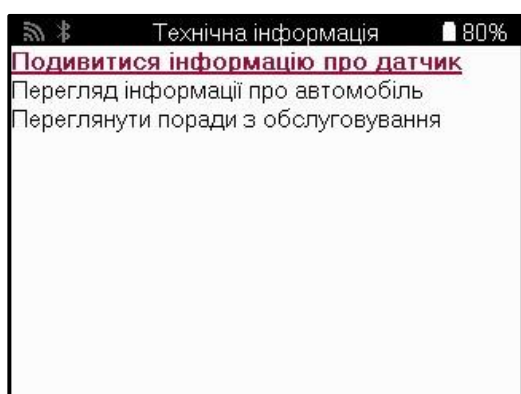 Технічна інформація 80%
Подивитися інформацію про датчик
Перегляд інформації про автомобіль
Переглянути поради з обслуговування